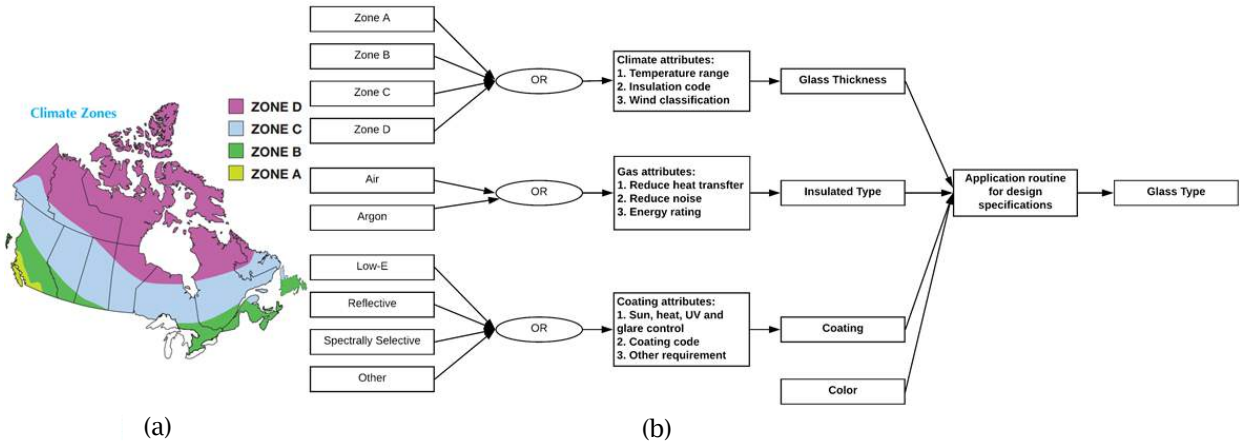 Climate Zones
ZONE D
ZONE C
ZONE B
ZONE A
(a)
Zone A
Zone B
Zone C
Zone D
OR
Climate attributes:
1. Temperature range
2. Insulation code
3. Wind classification
Glass Thickness
Air
Argon
OR
Gas attributes:
1. Reduce heat transfter
2. Reduce noise
3. Energy rating
Insulated Type
Low-E
Reflective
Spectrally Selective
Other
OR
Coating attributes:
1. Sun, heat, UV and
glare control
2. Coating code
3. Other requirement
Coating
Color
Application routine
for design
specifications
Glass Type
(b)